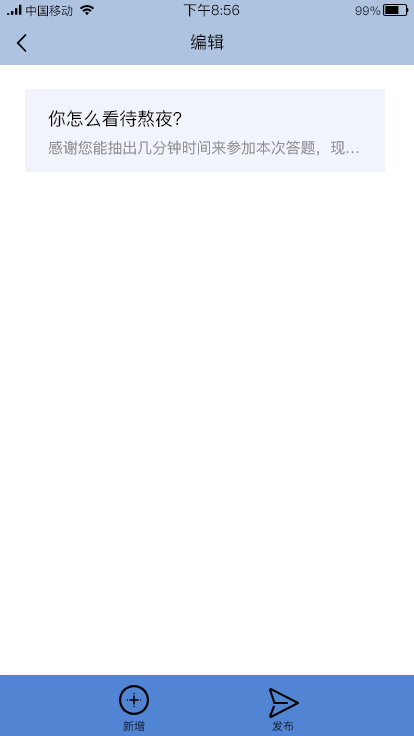 中国移动 下午8:56 99%
编辑
你怎么看待熬夜?
感谢您能抽出几分钟时间来参加本次答题，现...
新增 发布